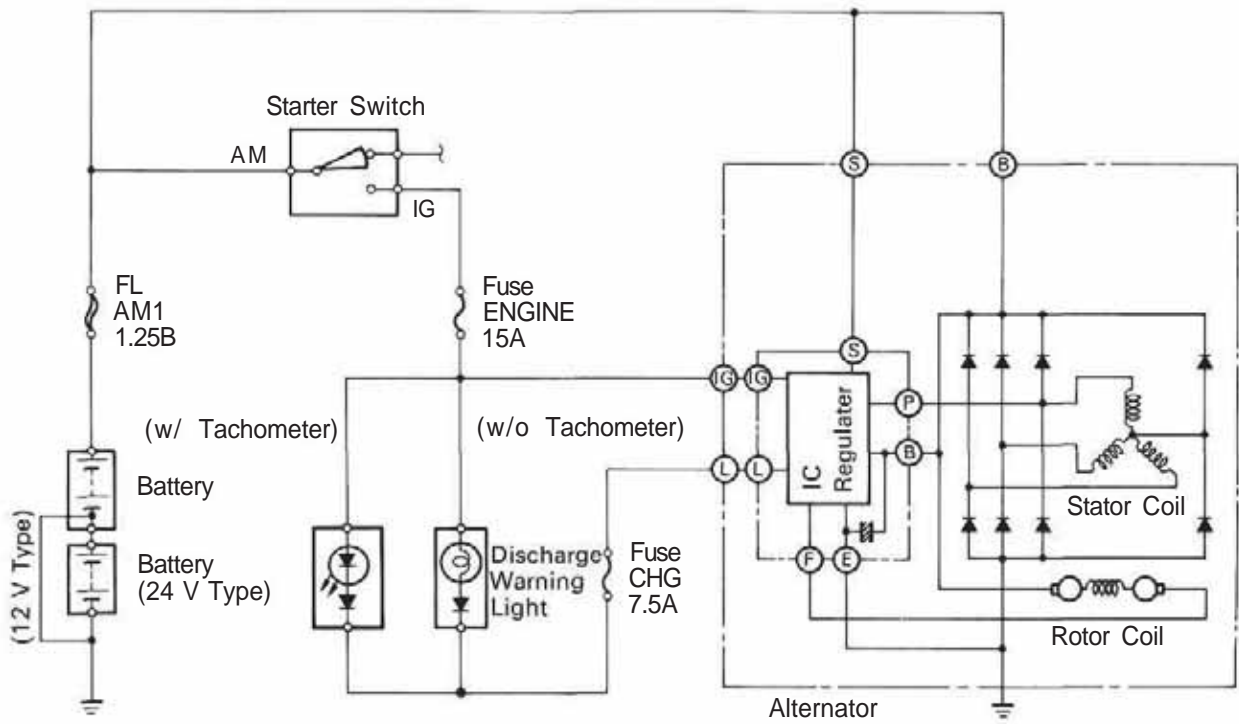 Starter Switch
AM
IG
S
B
FL
AM1
1.25B
Fuse
ENGINE
15A
S
IG
IG
P
(w/ Tachometer)
(w/o Tachometer)
B
L
L
IC
Regulater
Battery
Stator Coil
(12 V Type)
Battery
(24 V Type)
Discharge
Warning
Light
Fuse
CHG
7.5A
F
E
Rotor Coil
Alternator